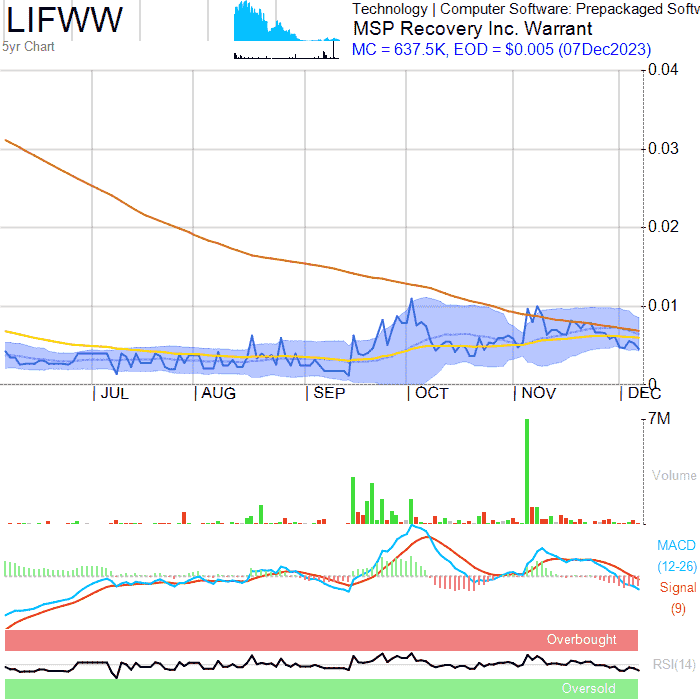 LIFWW
5yr Chart
Technology | Computer Software: Prepackaged Softw
MSP Recovery Inc. Warrant
MC = 637.5K, EOD = $0.005 (07Dec2023)
0.04
0.03
0.02
0.01
0
JUL AUG SEP OCT NOV DEC
7M
Volume
MACD
(12-26)
Signal
(9)
Overbought
RSI(14)
Oversold